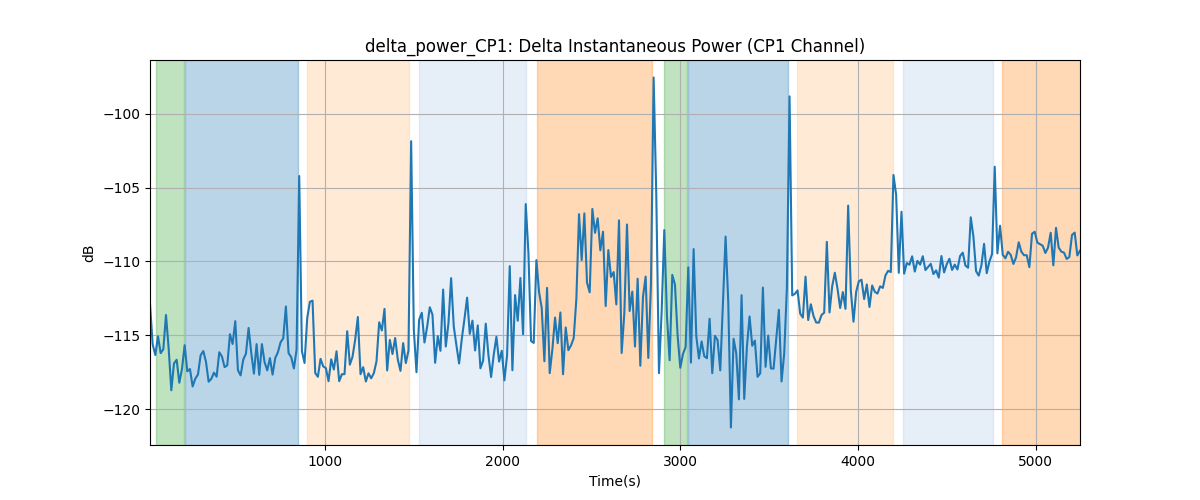 delta_power_CP1: Delta Instantaneous Power (CP1 Channel)
−100
−105
−110
−115
−120
dB
1000 2000 3000 4000 5000
Time(s)